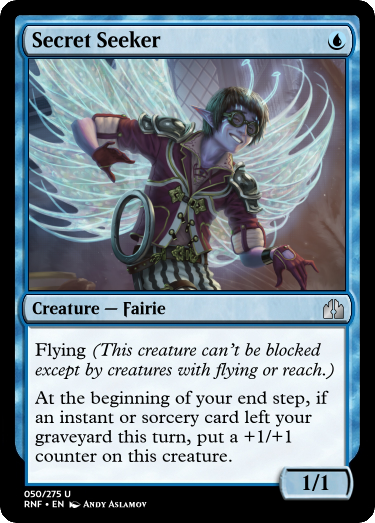 Secret Seeker
Creature — Fairie
Flying (This creature can't be blocked
except by creatures with flying or reach.)
At the beginning of your end step, if
an instant or sorcery card left your
graveyard this turn, put a +1/+1
counter on this creature.
1/1
050/275 U
RNF • EN Andy Aslamov